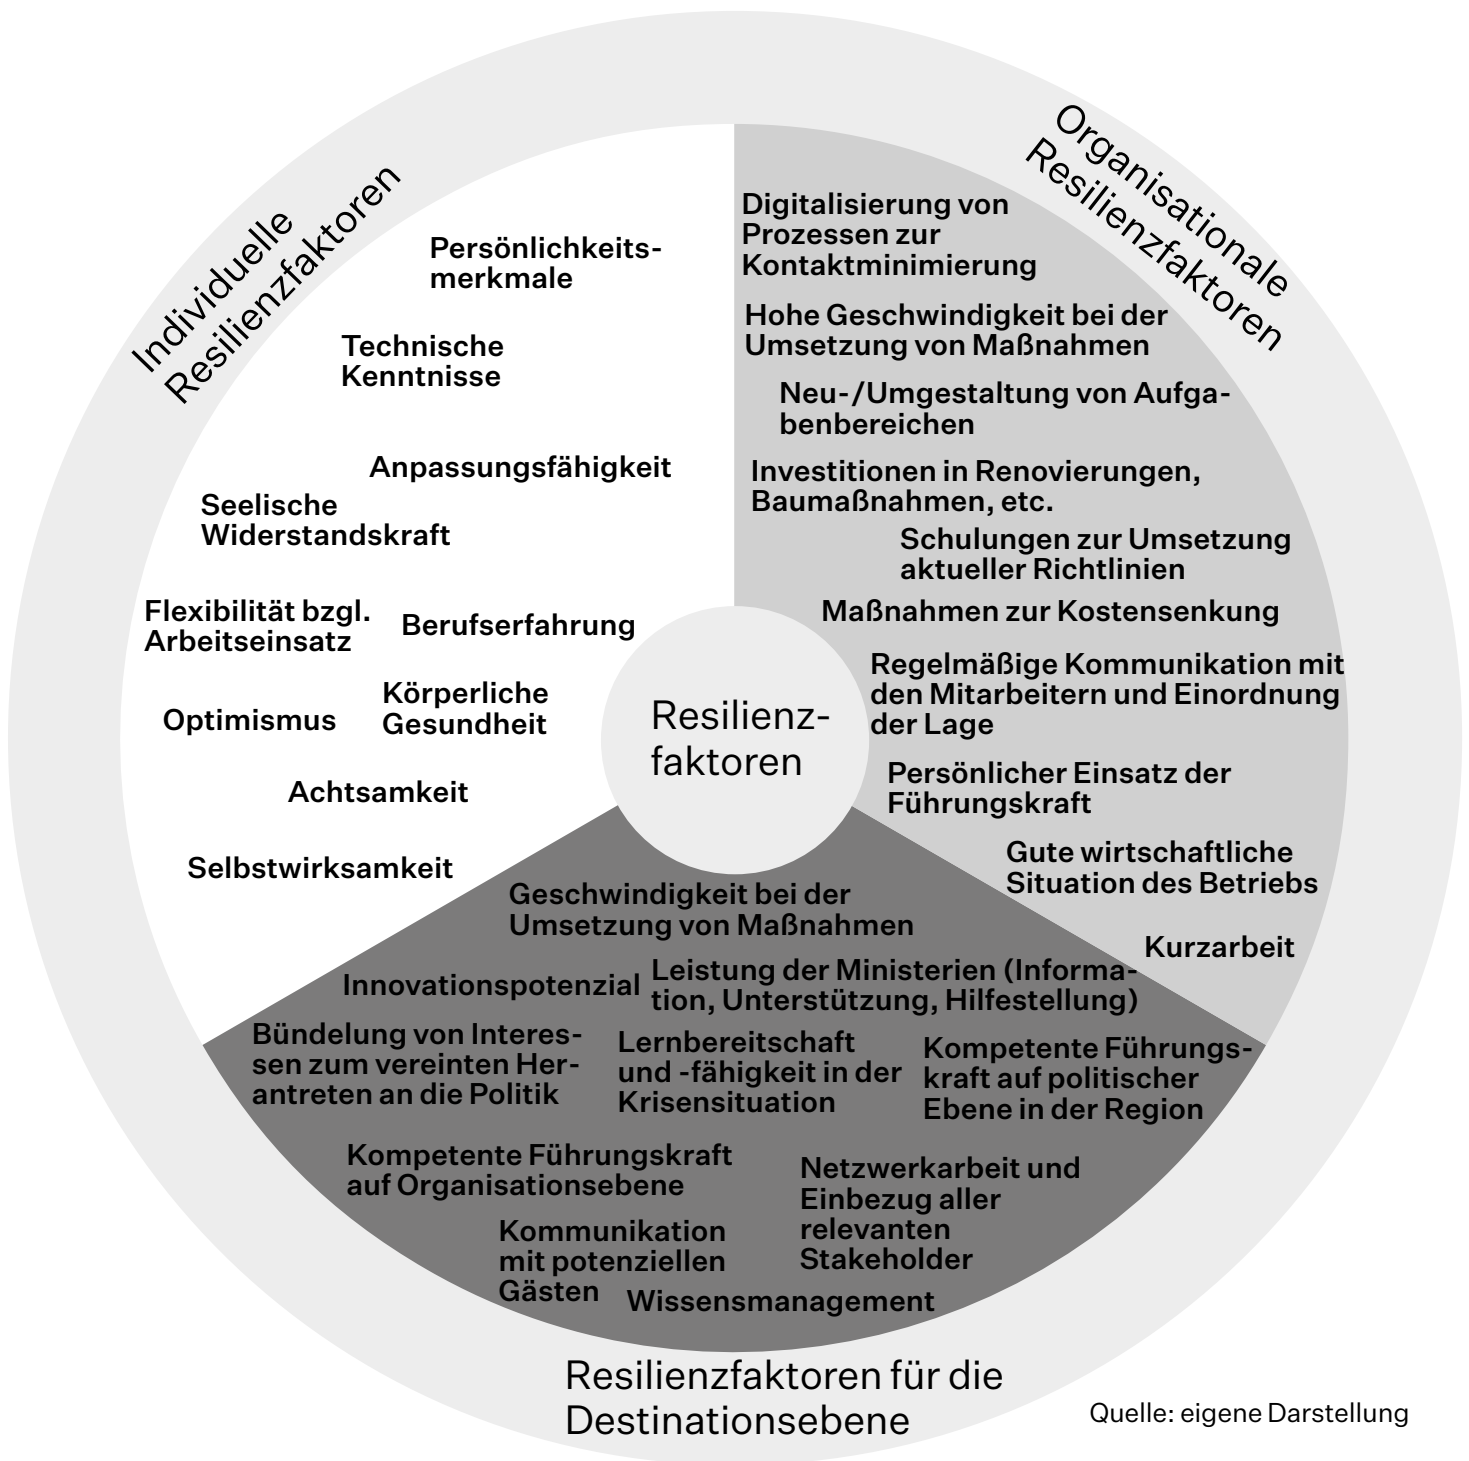 Individuelle
Resilienzfaktoren
Persönlichkeits-
merkmale
Technische
Kenntnisse
Anpassungsfähigkeit
Seelische
Widerstandskraft
Flexibilität bzgl.
Arbeitseinsatz
Berufserfahrung
Optimismus
Körperliche
Gesundheit
Achtsamkeit
Selbstwirksamkeit
Organisationale
Resilienzfaktoren
Digitalisierung von
Prozessen zur
Kontaktminimierung
Hohe Geschwindigkeit bei der
Umsetzung von Maßnahmen
Neu-/Umgestaltung von Aufga-
benbereichen
Investitionen in Renovierungen,
Baumaßnahmen, etc.
Schulungen zur Umsetzung
aktueller Richtlinien
Maßnahmen zur Kostensenkung
Regelmäßige Kommunikation mit
den Mitarbeitern und Einordnung
der Lage
Persönlicher Einsatz der
Führungskraft
Gute wirtschaftliche
Situation des Betriebs
Kurzarbeit
Resilienz-
faktoren
Geschwindigkeit bei der
Umsetzung von Maßnahmen
Innovationspotenzial
Leistung der Ministerien (Informa-
tion, Unterstützung, Hilfestellung)
Bündelung von Interes-
sen zum vereinten Her-
antreten an die Politik
Lernbereitschaft
und -fähigkeit in der
Krisensituation
Kompetente Führungs-
kraft auf politischer
Ebene in der Region
Kompetente Führungskraft
auf Organisationsebene
Netzwerkarbeit und
Einbezug aller
relevanten
Stakeholder
Kommunikation
mit potenziellen
Gästen
Wissensmanagement
Resilienzfaktoren für die
Destinationsebene
Quelle: eigene Darstellung